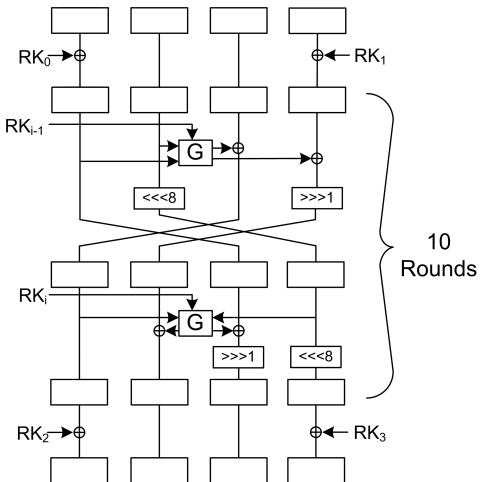 RK₀
RK₁
RKᵢ₋₁
G
<<<8
>>>1
10
Rounds
RKᵢ
G
>>>1
<<<8
RK₂
RK₃